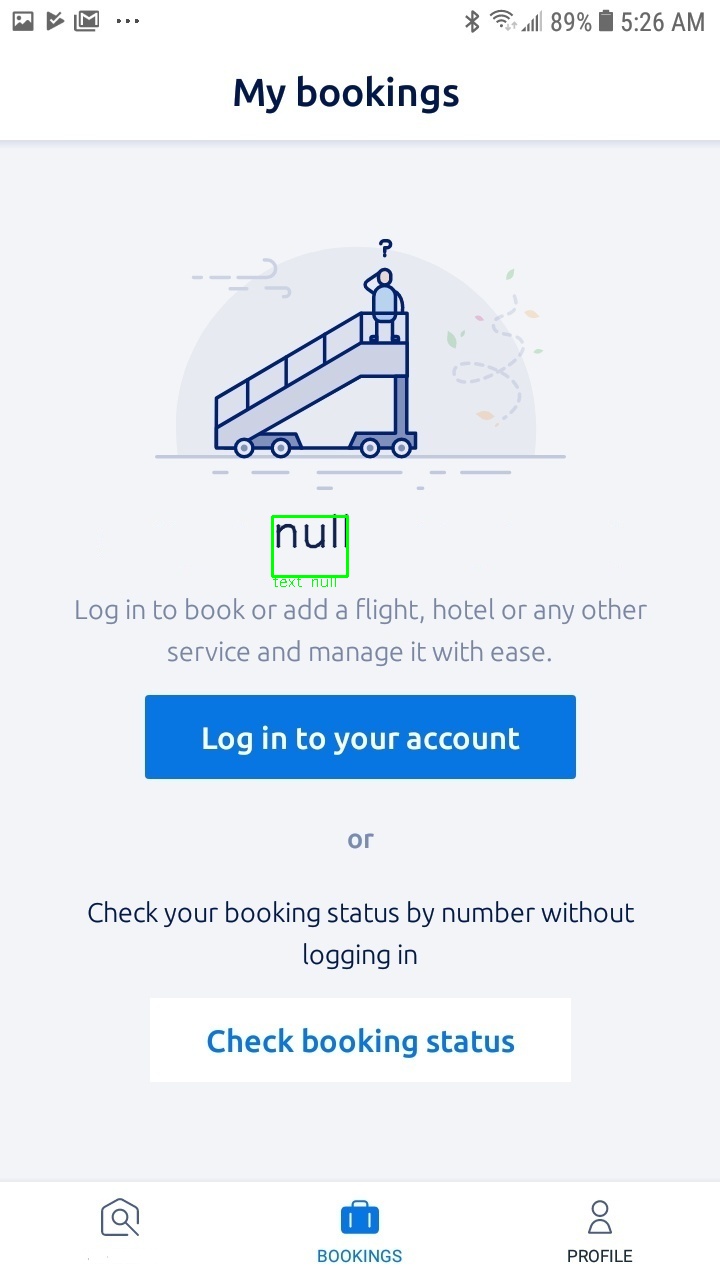 89% 5:26 AM
My bookings
?
null
text null
Log in to book or add a flight, hotel or any other
service and manage it with ease.
Log in to your account
or
Check your booking status by number without
logging in
Check booking status
BOOKINGS
PROFILE